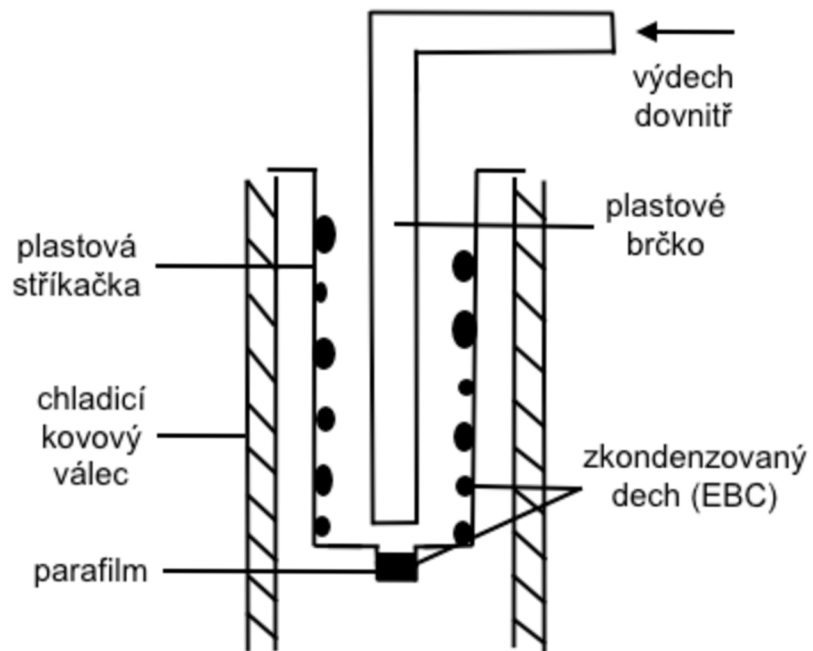 výdech
dovnitř
plastové
brčko
plastová
stříkačka
chladicí
kovový
válec
zkondenzovaný
dech (EBC)
parafilm